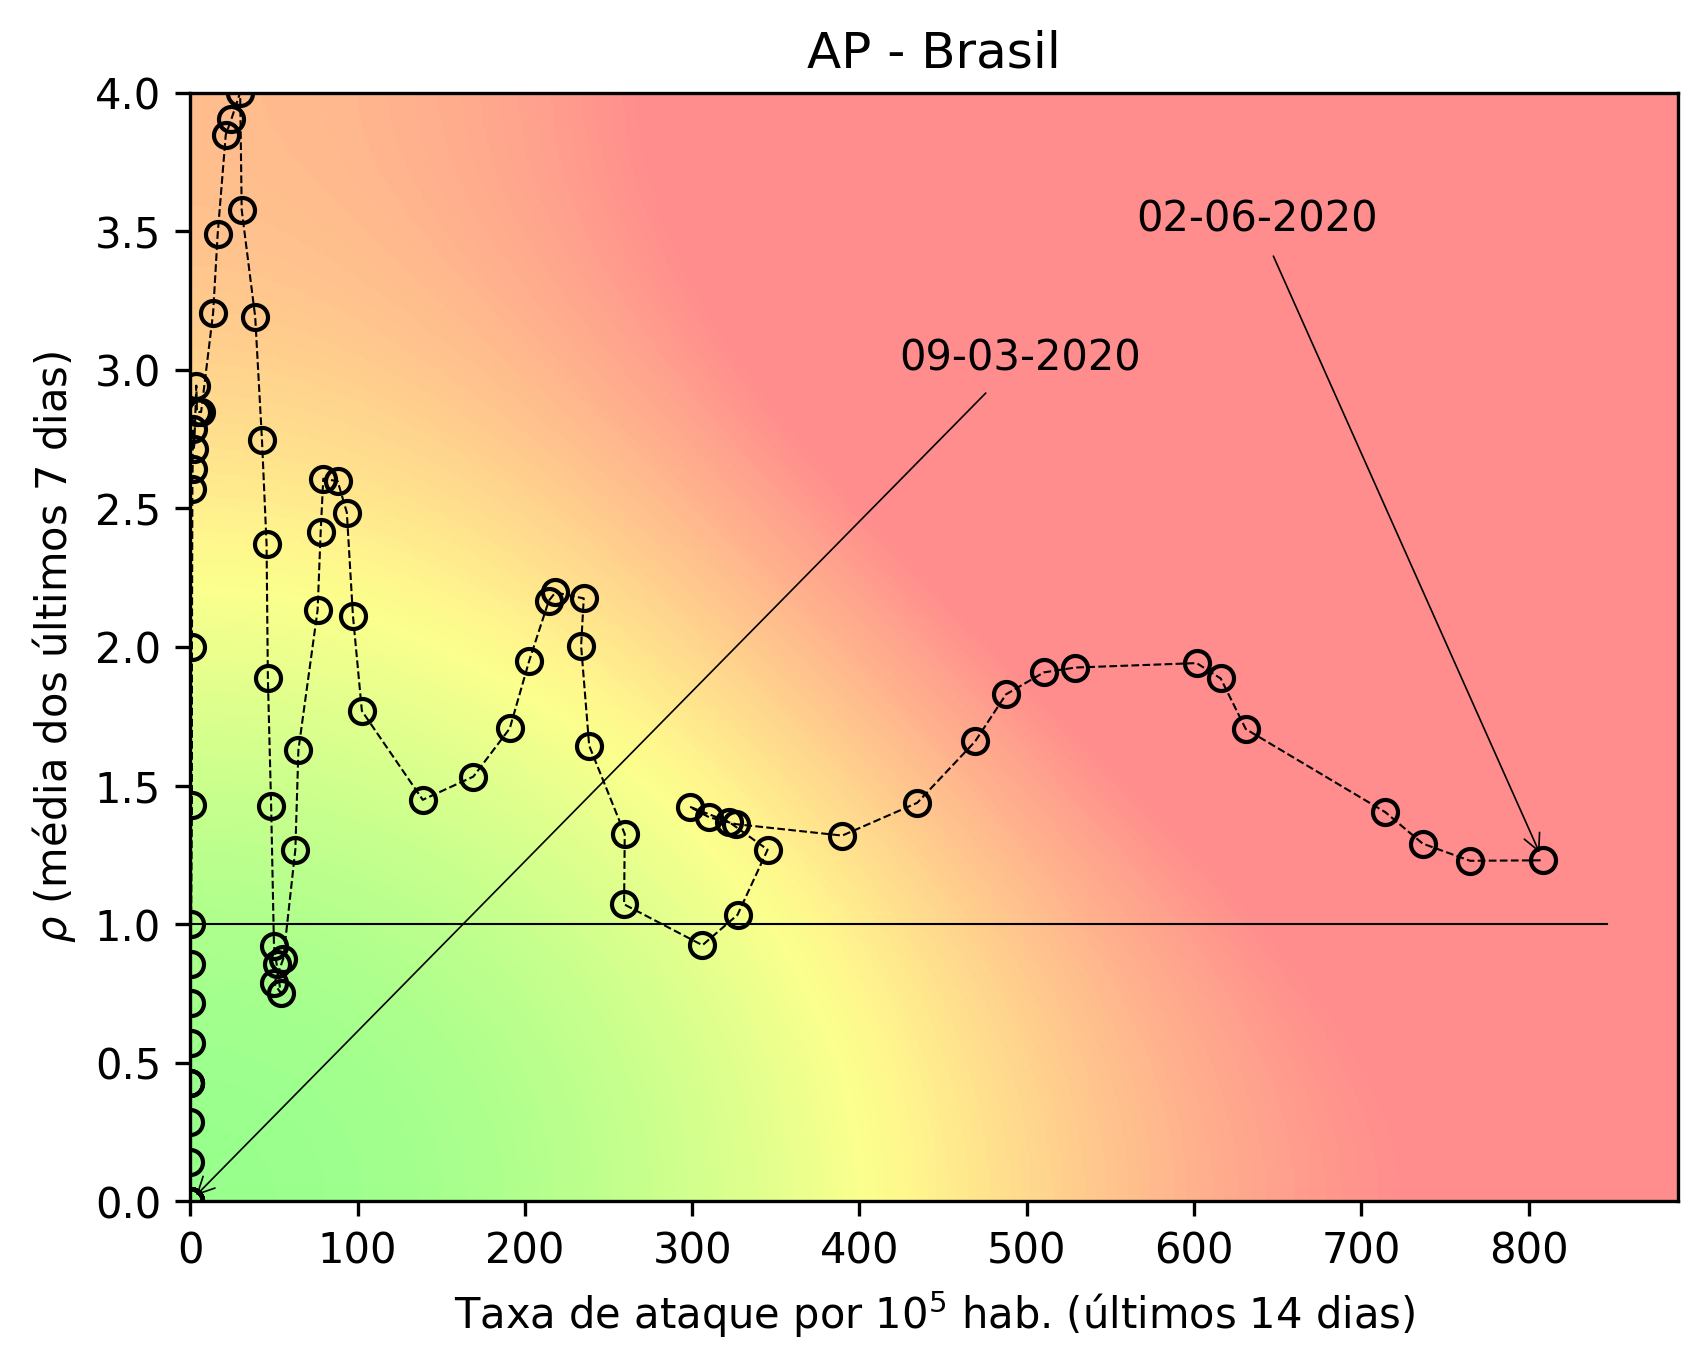 AP - Brasil
4.0
3.5
3.0
2.5
2.0
1.5
1.0
0.5
0.0
ρ (média dos últimos 7 dias)
02-06-2020
09-03-2020
0 100 200 300 400 500 600 700 800
Taxa de ataque por 10⁵ hab. (últimos 14 dias)